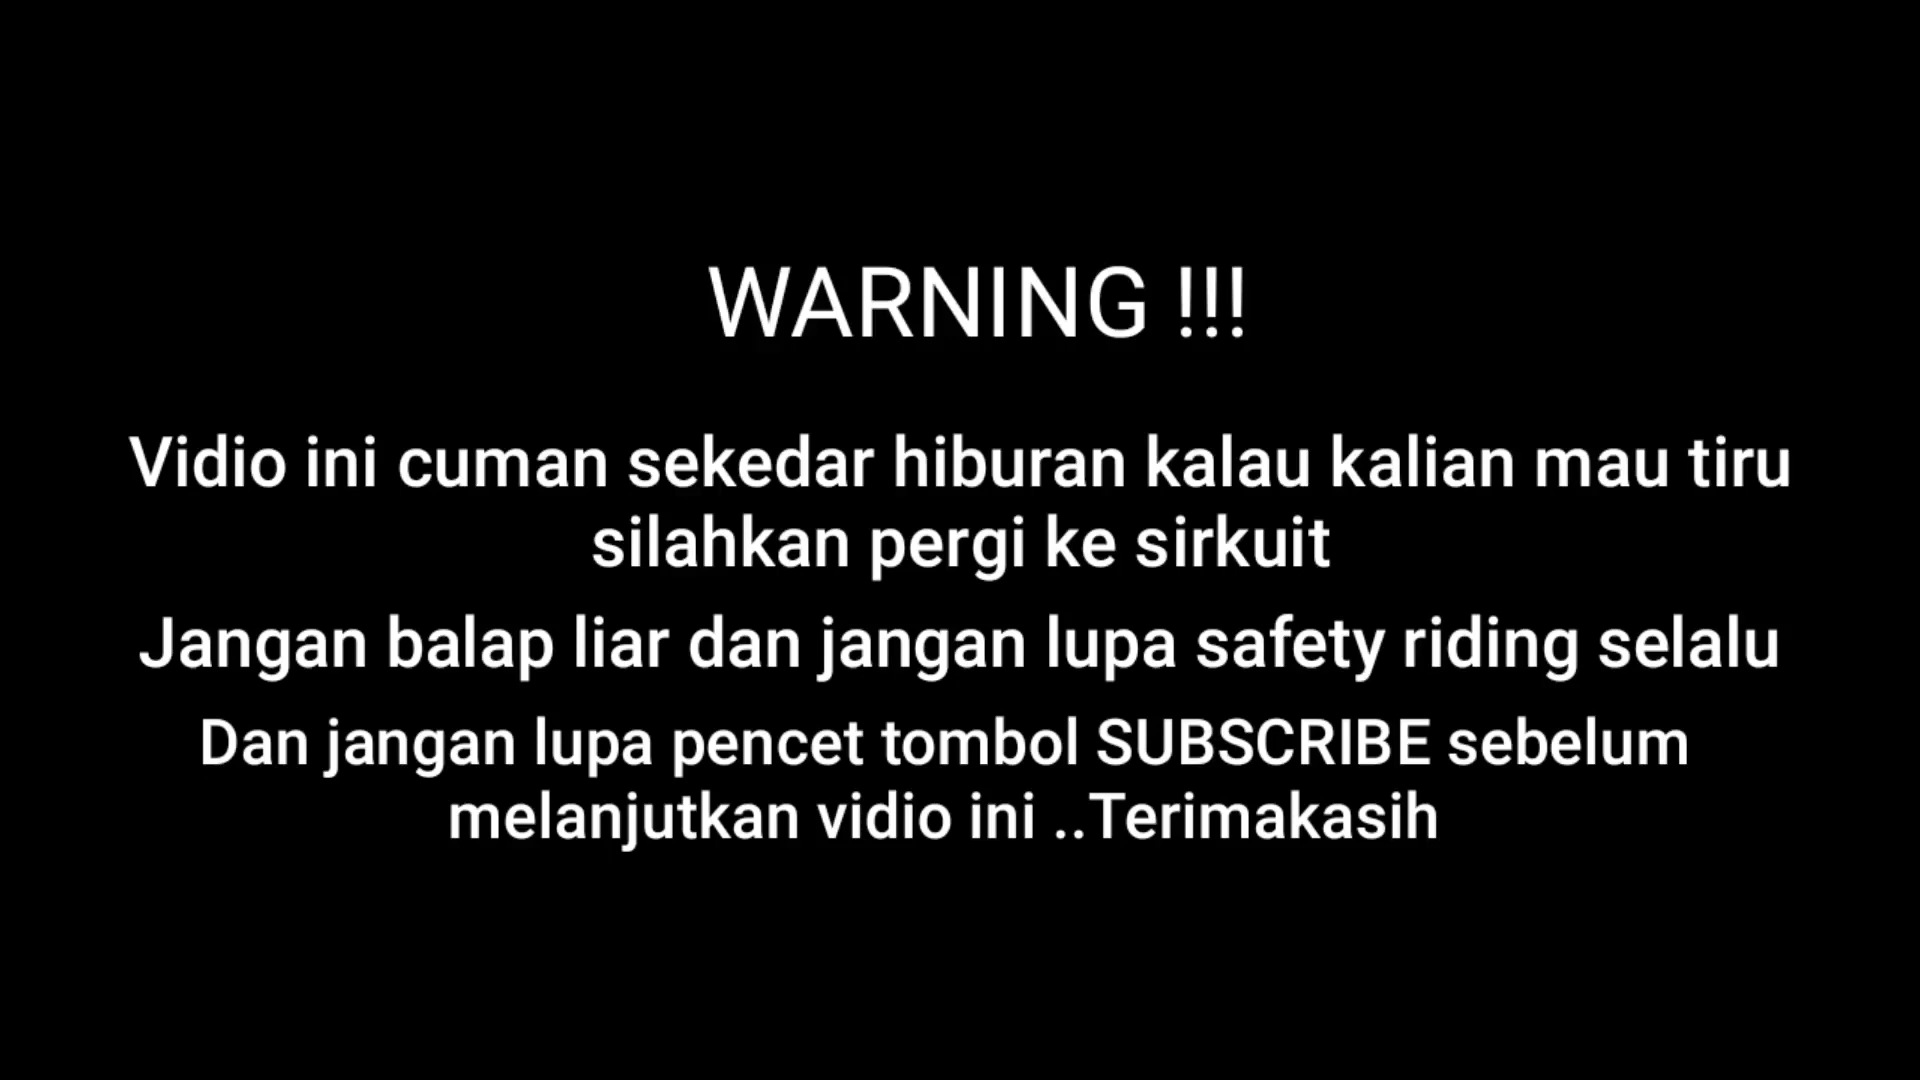 WARNING !!!
Vidio ini cuman sekedar hiburan kalau kalian mau tiru
silahkan pergi ke sirkuit
Jangan balap liar dan jangan lupa safety riding selalu
Dan jangan lupa pencet tombol SUBSCRIBE sebelum
melanjutkan vidio ini ..Terimakasih